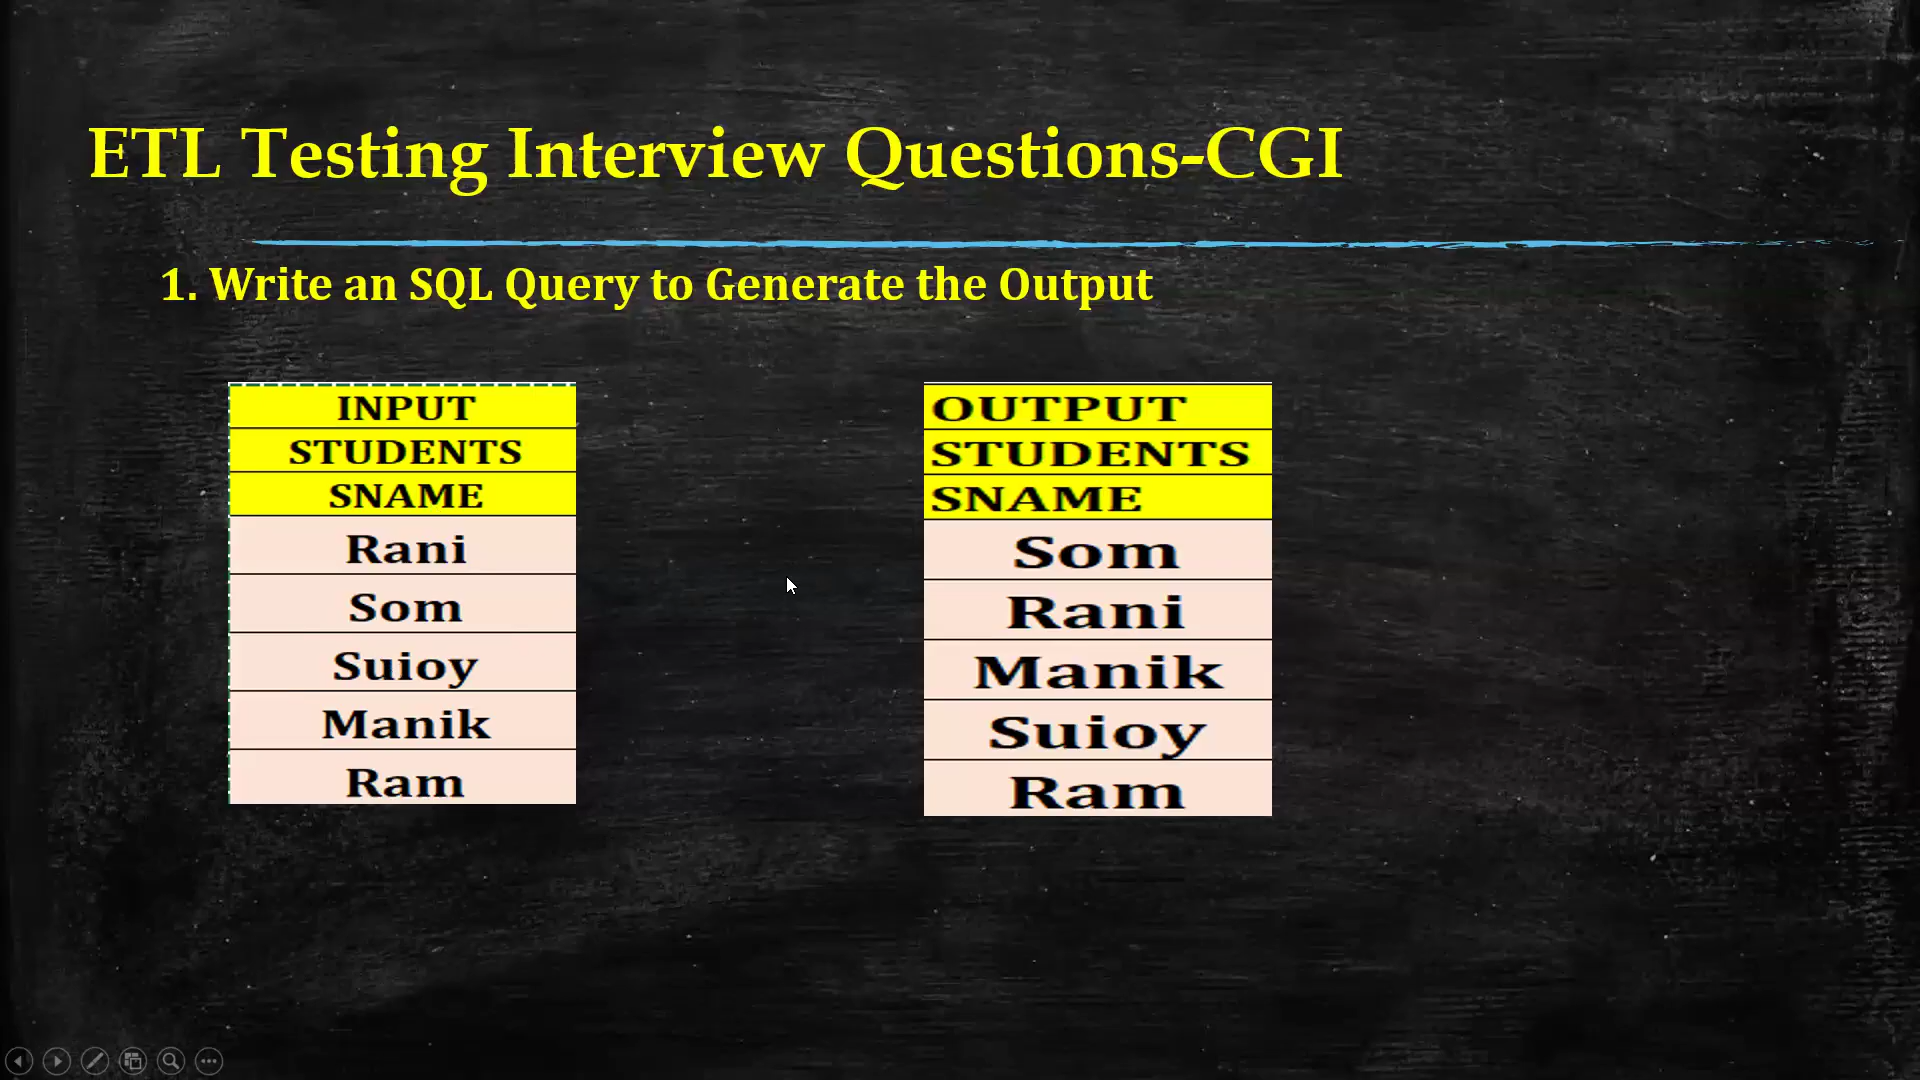 ETL Testing Interview Questions-CGI
1. Write an SQL Query to Generate the Output
INPUT
STUDENTS
SNAME
Rani
Som
Suioy
Manik
Ram
OUTPUT
STUDENTS
SNAME
Som
Rani
Manik
Suioy
Ram